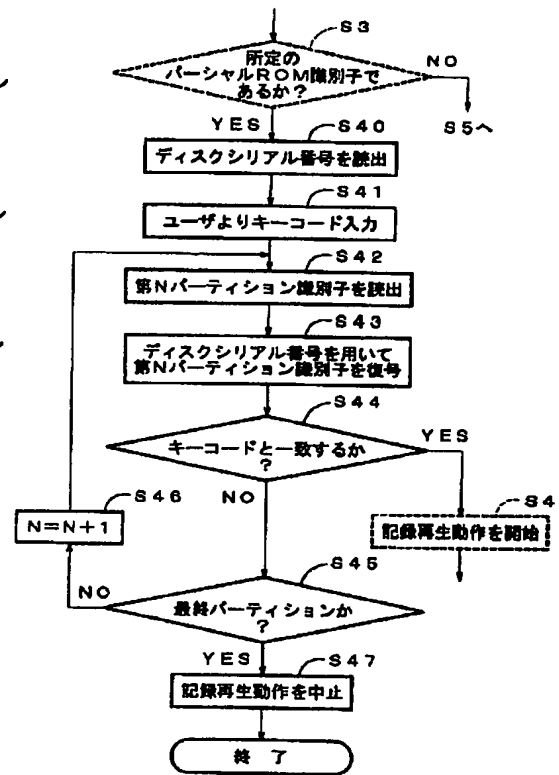 S3
所定の
パーシャルROM識別子で
あるか?
NO
S5へ
YES
S40
ディスクシリアル番号を読出
S41
ユーザよりキーコード入力
S42
第Nパーティション識別子を読出
S43
ディスクシリアル番号を用いて
第Nパーティション識別子を復号
S44
キーコードと一致するか
?
YES
NO
S46
N=N+1
S4
記録再生動作を開始
S45
NO
最終パーティションか
?
YES
S47
記録再生動作を中止
終了